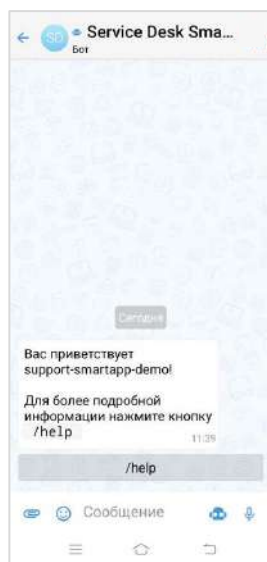 SD
Service Desk Sma...
Бот
Сегодня
Вас приветствует
support-smartapp-demo!
Для более подробной
информации нажмите кнопку
/help
11:39
/help
Сообщение